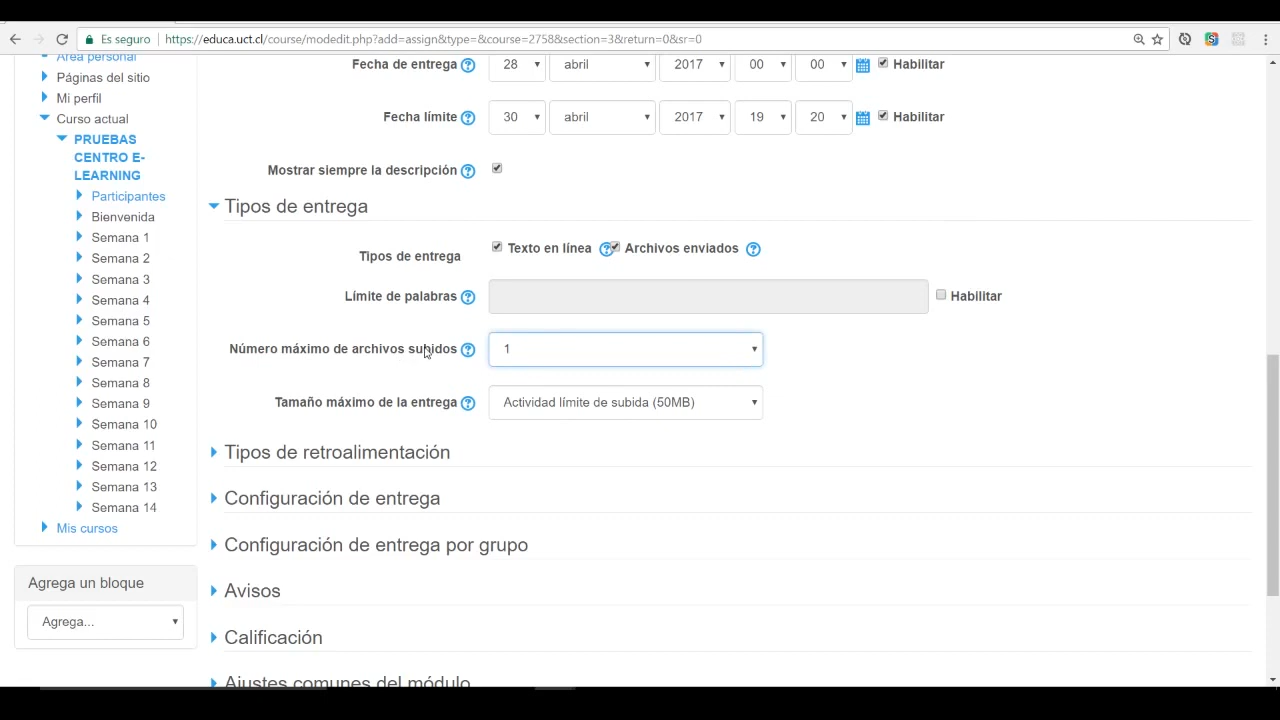 Es seguro | https://educa.uct.cl/course/modedit.php?add=assign&type=&course=2758&section=3&return=0&sr=0
Área personal
Páginas del sitio
Mi perfil
Curso actual
PRUEBAS
CENTRO E-
LEARNING
Participantes
Bienvenida
Semana 1
Semana 2
Semana 3
Semana 4
Semana 5
Semana 6
Semana 7
Semana 8
Semana 9
Semana 10
Semana 11
Semana 12
Semana 13
Semana 14
Mis cursos
Agrega un bloque
Agrega...
Fecha de entrega 28 abril 2017 00 00 Habilitar
Fecha límite 30 abril 2017 19 20 Habilitar
Mostrar siempre la descripción
Tipos de entrega
Tipos de entrega Texto en línea Archivos enviados
Límite de palabras Habilitar
Número máximo de archivos subidos 1
Tamaño máximo de la entrega Actividad límite de subida (50MB)
Tipos de retroalimentación
Configuración de entrega
Configuración de entrega por grupo
Avisos
Calificación
Ajustes comunes del módulo